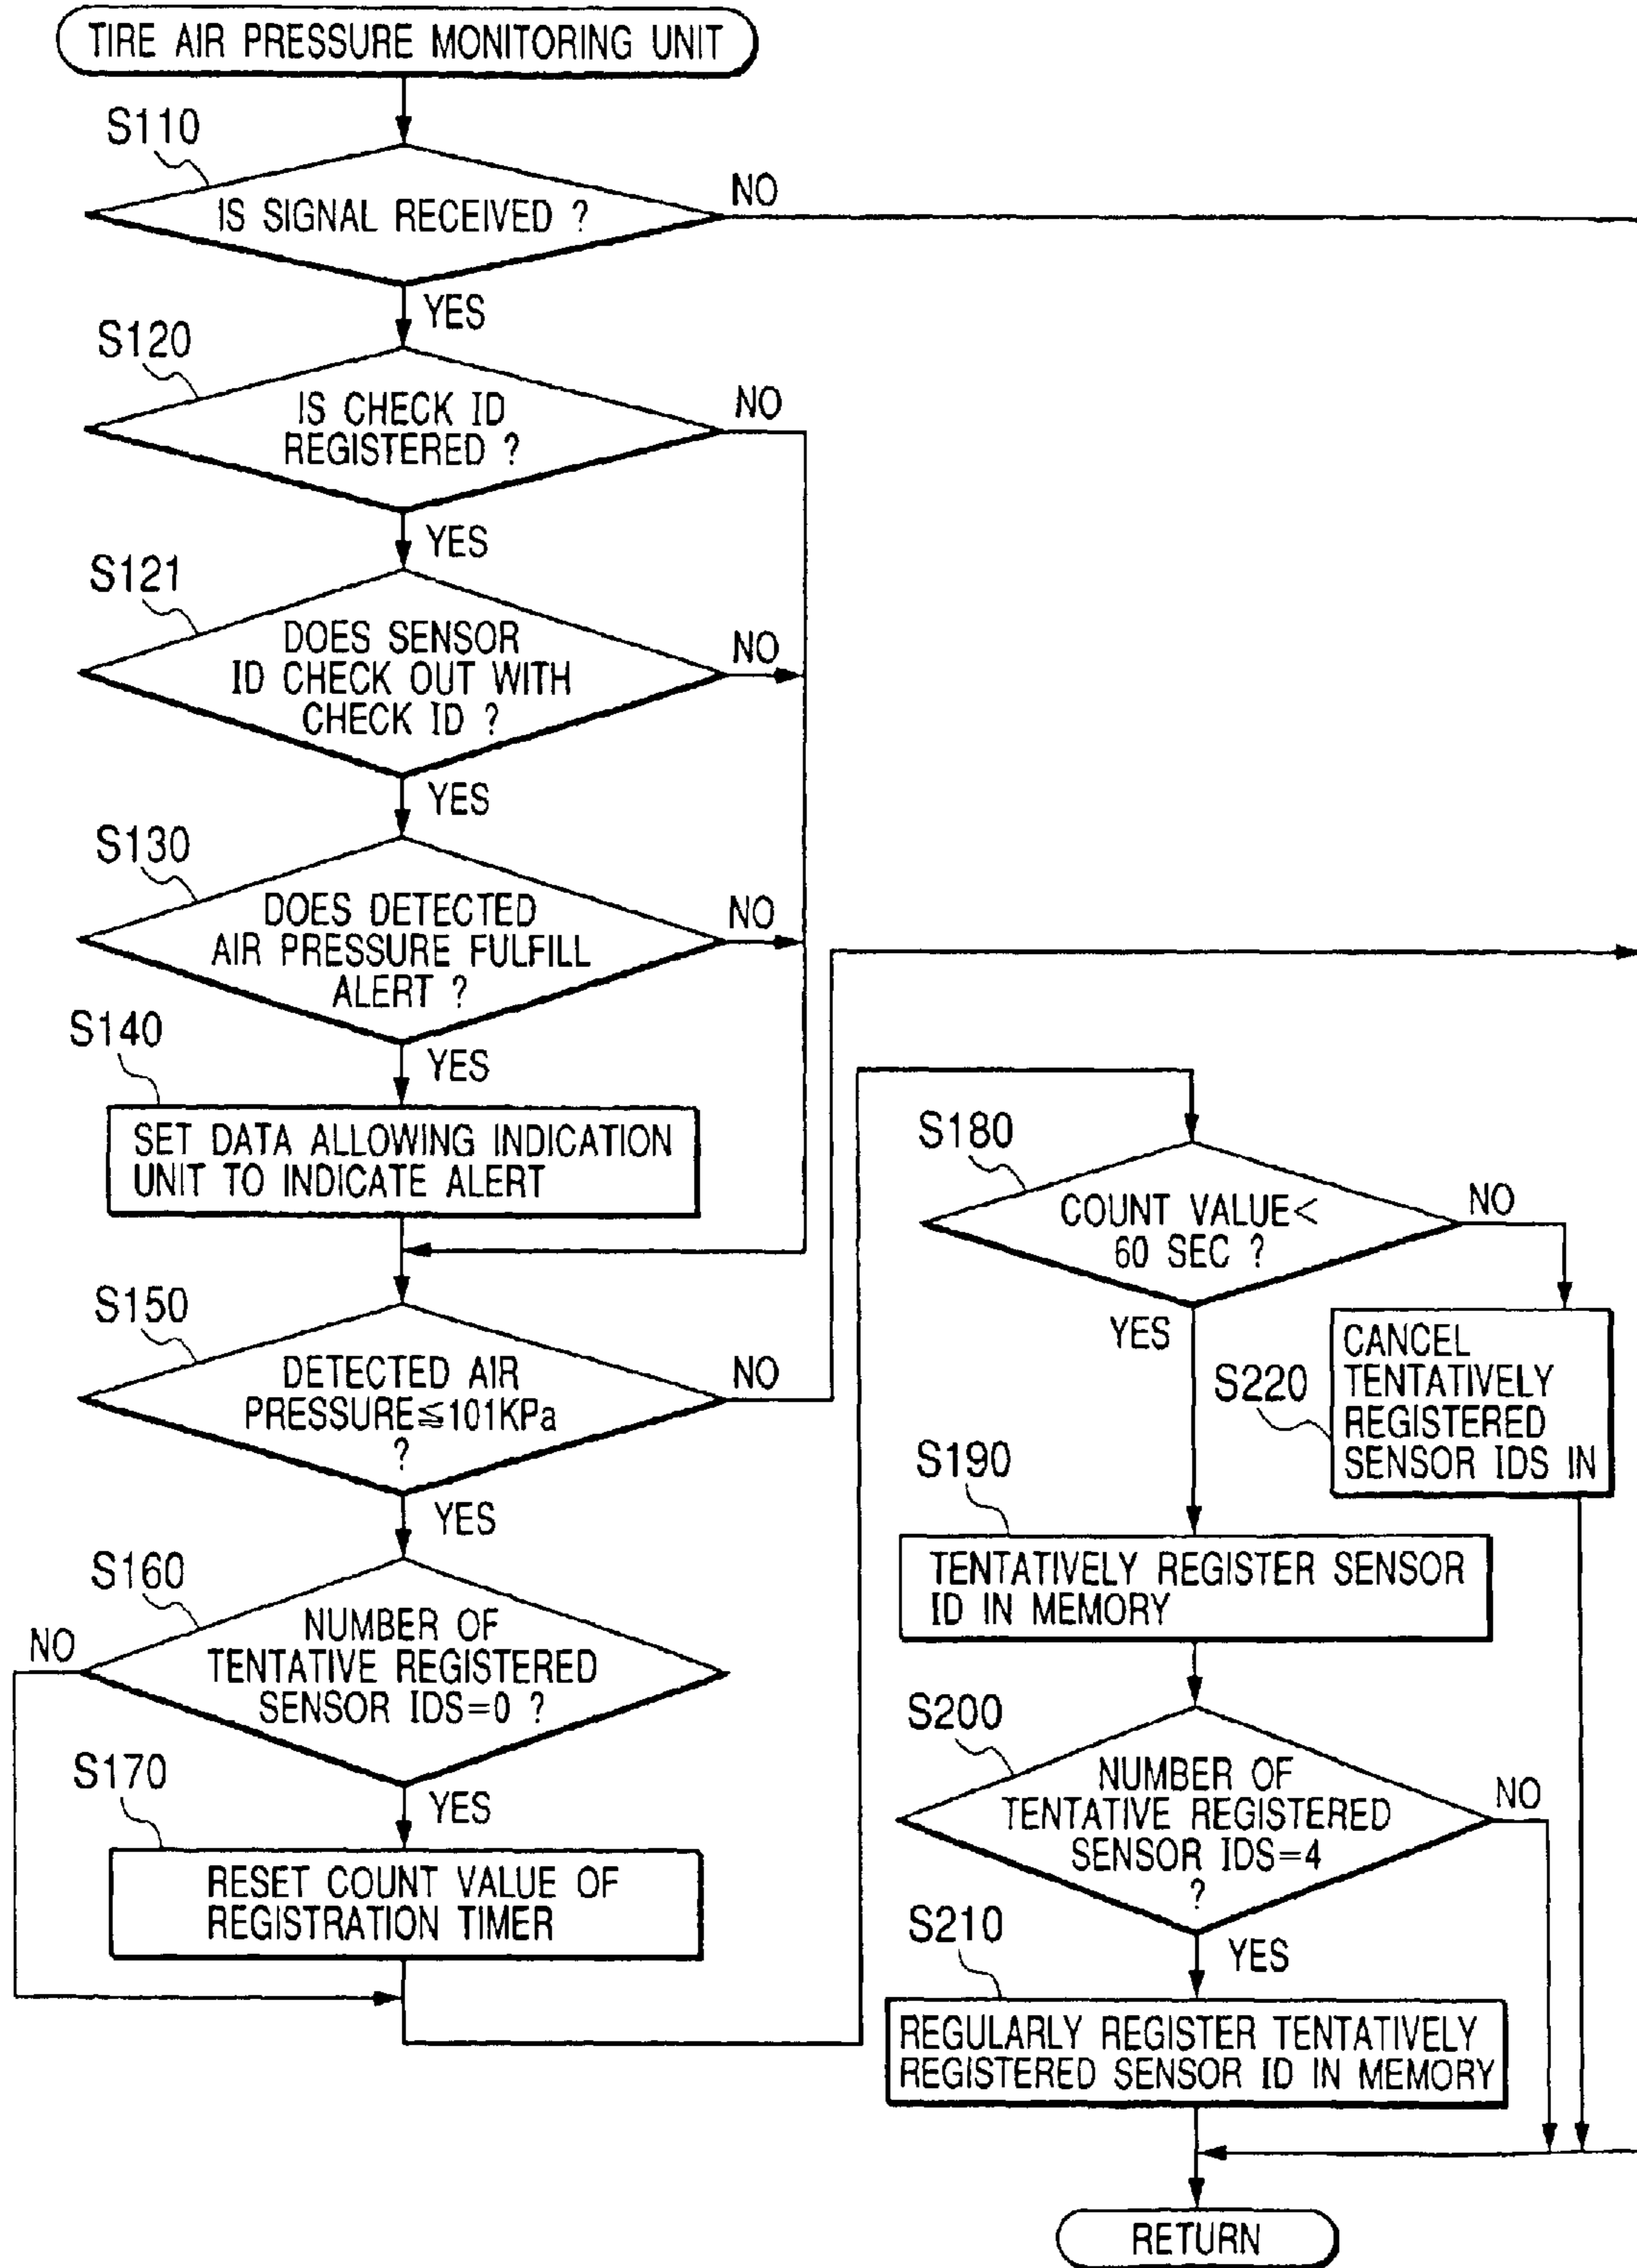 TIRE AIR PRESSURE MONITORING UNIT
S110
IS SIGNAL RECEIVED ?
NO
YES
S120
IS CHECK ID
REGISTERED ?
NO
YES
S121
DOES SENSOR
ID CHECK OUT WITH
CHECK ID ?
NO
YES
S130
DOES DETECTED
AIR PRESSURE FULFILL
ALERT ?
NO
YES
S140
SET DATA ALLOWING INDICATION
UNIT TO INDICATE ALERT
S150
DETECTED AIR
PRESSURE≦101KPa
?
NO
YES
S160
NUMBER OF
TENTATIVE REGISTERED
SENSOR IDS=0 ?
NO
YES
S170
RESET COUNT VALUE OF
REGISTRATION TIMER
S180
COUNT VALUE<
60 SEC ?
NO
YES
S220
CANCEL
TENTATIVELY
REGISTERED
SENSOR IDS IN
S190
TENTATIVELY REGISTER SENSOR
ID IN MEMORY
S200
NUMBER OF
TENTATIVE REGISTERED
SENSOR IDS=4
?
NO
YES
S210
REGULARLY REGISTER TENTATIVELY
REGISTERED SENSOR ID IN MEMORY
RETURN